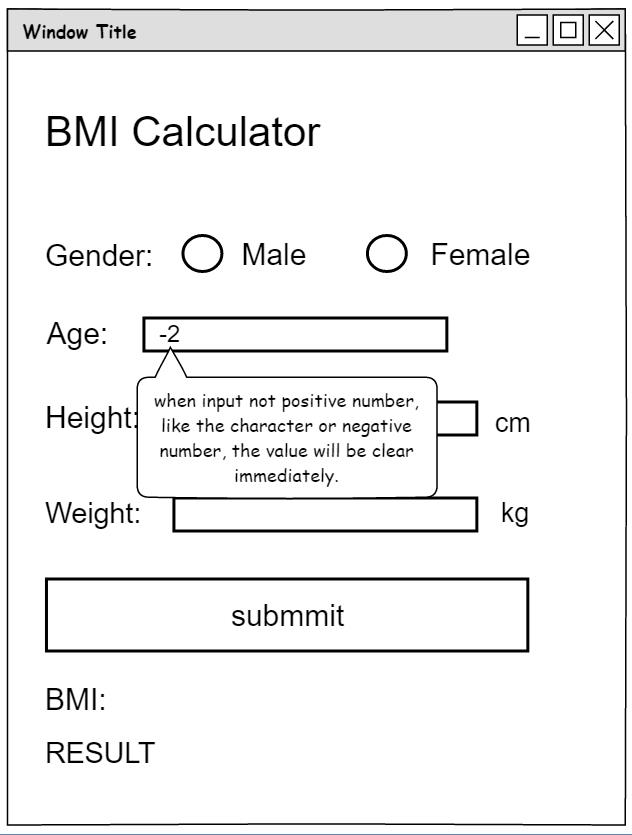 Window Title
BMI Calculator
Gender: Male Female
Age: -2
when input not positive number,
like the character or negative
number, the value will be clear
immediately.
Height: cm
Weight: kg
submmit
BMI:
RESULT